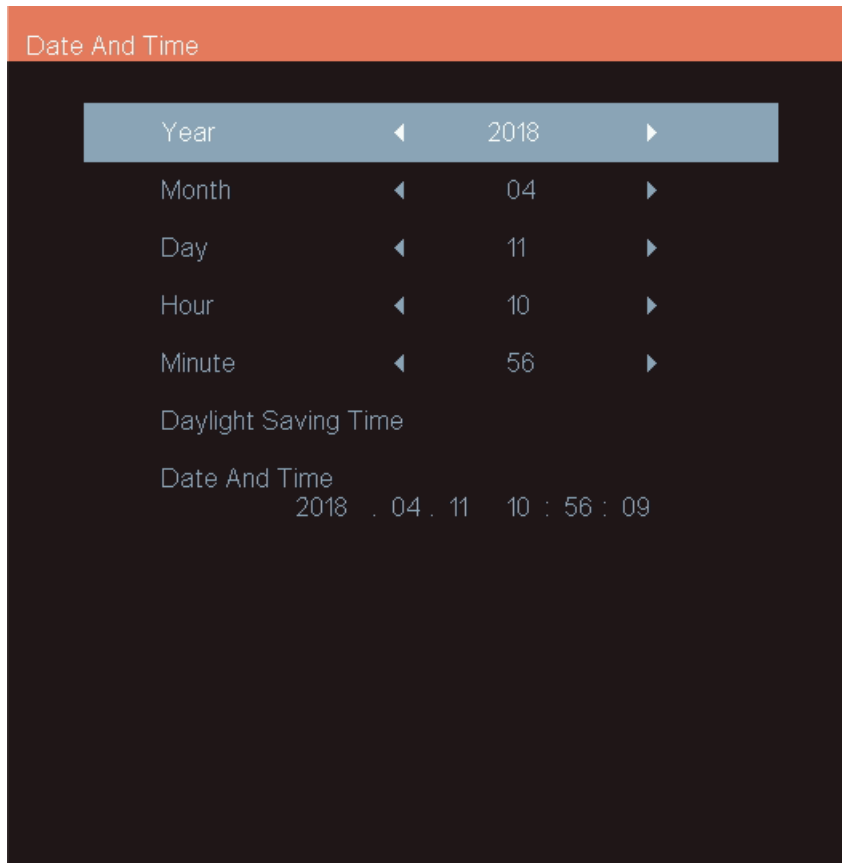 Date And Time
Year 2018
Month 04
Day 11
Hour 10
Minute 56
Daylight Saving Time
Date And Time
2018 . 04 . 11 10 : 56 : 09